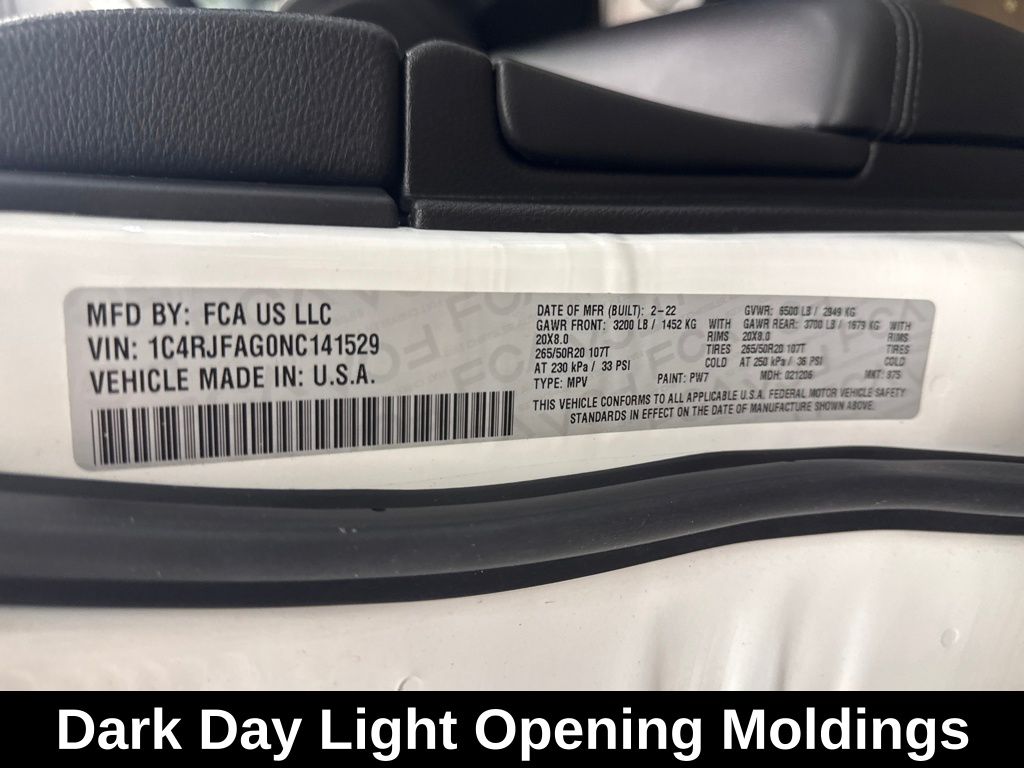 MFD BY: FCA US LLC
VIN: 1C4RJFAG0NC141529
VEHICLE MADE IN: U.S.A.
DATE OF MFR (BUILT): 2-22 GVWR: 6500 LB / 2949 KG
GAWR FRONT: 3200 LB / 1452 KG WITH GAWR REAR: 3700 LB / 1679 KG WITH
20X8.0 RIMS 20X8.0 RIMS
265/50R20 107T TIRES 265/50R20 107T TIRES
AT 230 kPa / 33 PSI COLD AT 250 kPa / 36 PSI COLD
TYPE: MPV PAINT: PW7 MDH: 021206 MKT: 975
THIS VEHICLE CONFORMS TO ALL APPLICABLE U.S.A. FEDERAL MOTOR VEHICLE SAFETY
STANDARDS IN EFFECT ON THE DATE OF MANUFACTURE SHOWN ABOVE.
Dark Day Light Opening Moldings